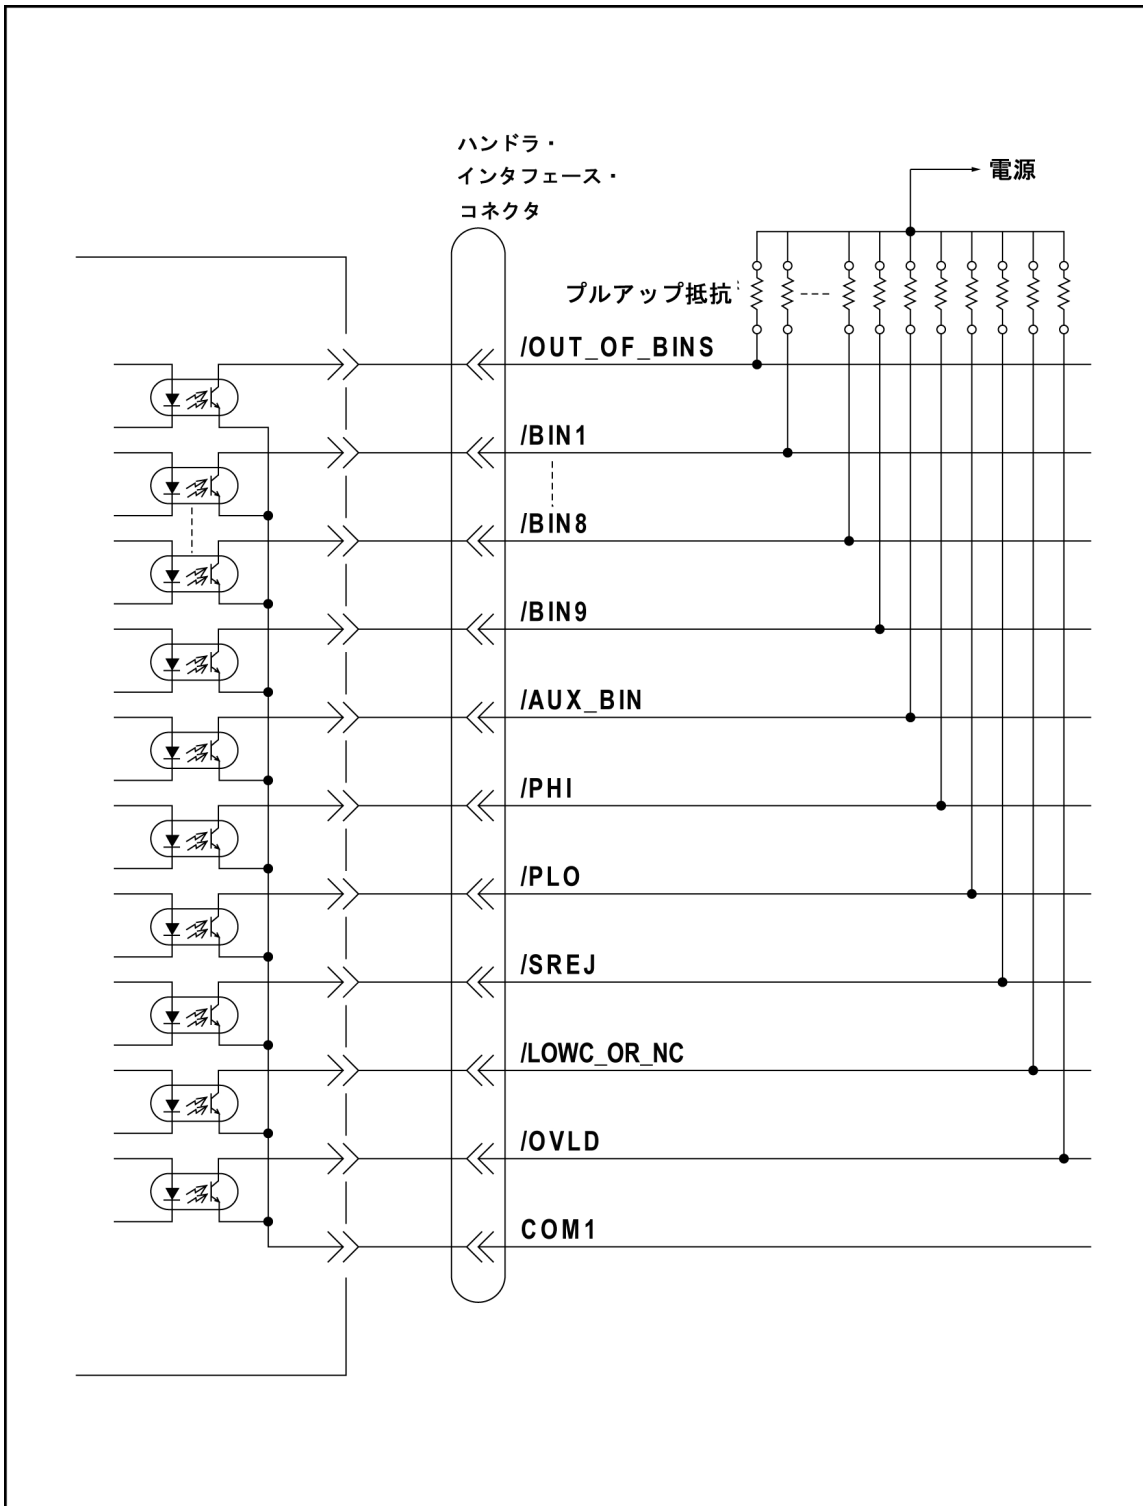 ハンドラ・
インタフェース・
コネクタ
電源
プルアップ抵抗
/OUT_OF_BINS
/BIN1
/BIN8
/BIN9
/AUX_BIN
/PHI
/PLO
/SREJ
/LOWC_OR_NC
/OVLD
COM1